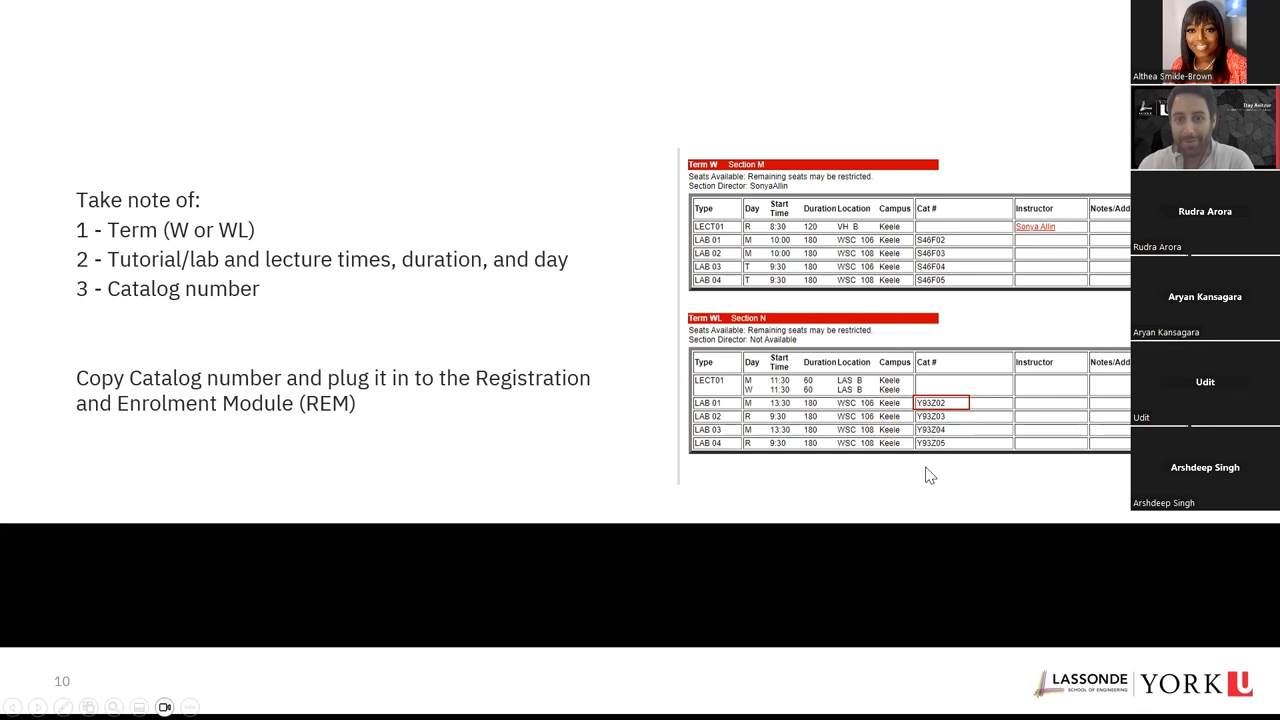 Take note of:
1 - Term (W or WL)
2 - Tutorial/lab and lecture times, duration, and day
3 - Catalog number
Copy Catalog number and plug it in to the Registration
and Enrolment Module (REM)
Term W Section M
Seats Available: Remaining seats may be restricted.
Section Director: SonyaAllin
Type Day Start Time Duration Location Campus Cat # Instructor Notes/Add
LECT01 R 8:30 120 VH B Keele Sonya Allin
LAB 01 M 10:00 180 WSC 106 Keele S46F02
LAB 02 M 10:00 180 WSC 108 Keele S46F03
LAB 03 T 9:30 180 WSC 106 Keele S46F04
LAB 04 T 9:30 180 WSC 108 Keele S46F05
Term WL Section N
Seats Available: Remaining seats may be restricted.
Section Director: Not Available
Type Day Start Time Duration Location Campus Cat # Instructor Notes/Add
LECT01 M 11:30 60 LAS B Keele
W 11:30 60 LAS B Keele
LAB 01 M 13:30 180 WSC 106 Keele Y93Z02
LAB 02 R 9:30 180 WSC 106 Keele Y93Z03
LAB 03 M 13:30 180 WSC 108 Keele Y93Z04
LAB 04 R 9:30 180 WSC 108 Keele Y93Z05
Althea Smikle-Brown
Rudra Arora
Rudra Arora
Aryan Kansagara
Aryan Kansagara
Udit
Udit
Arshdeep Singh
Arshdeep Singh
10
LASSONDE
SCHOOL OF ENGINEERING
YORK U